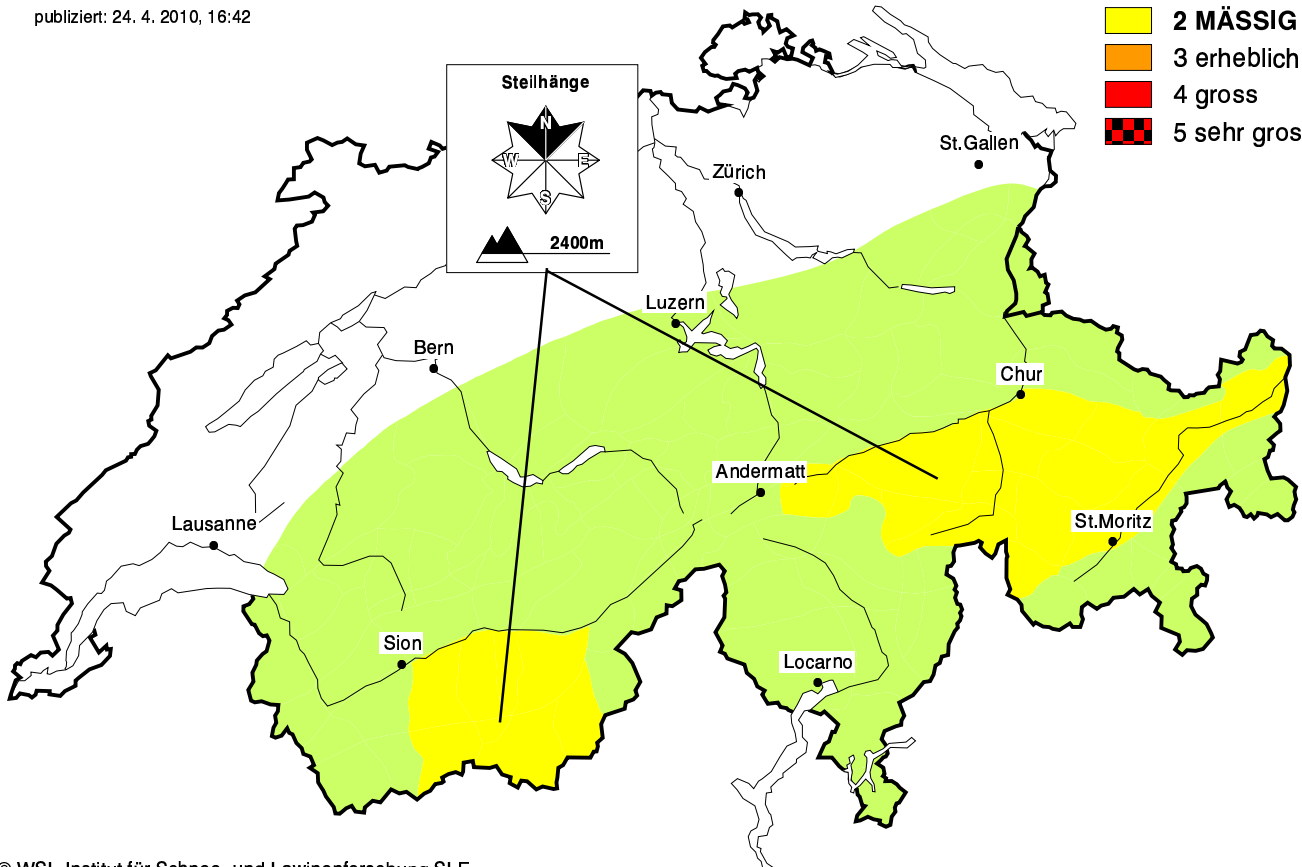 publiziert: 24. 4. 2010, 16:42
2 MÄSSIG
3 erheblich
4 gross
5 sehr gros
Steilhänge
N
W E
S
2400m
St.Gallen
Zürich
Luzern
Bern
Chur
Andermatt
Lausanne
St.Moritz
Sion
Locarno
© WSL-Institut für Schnee- und Lawinenforschung SLF